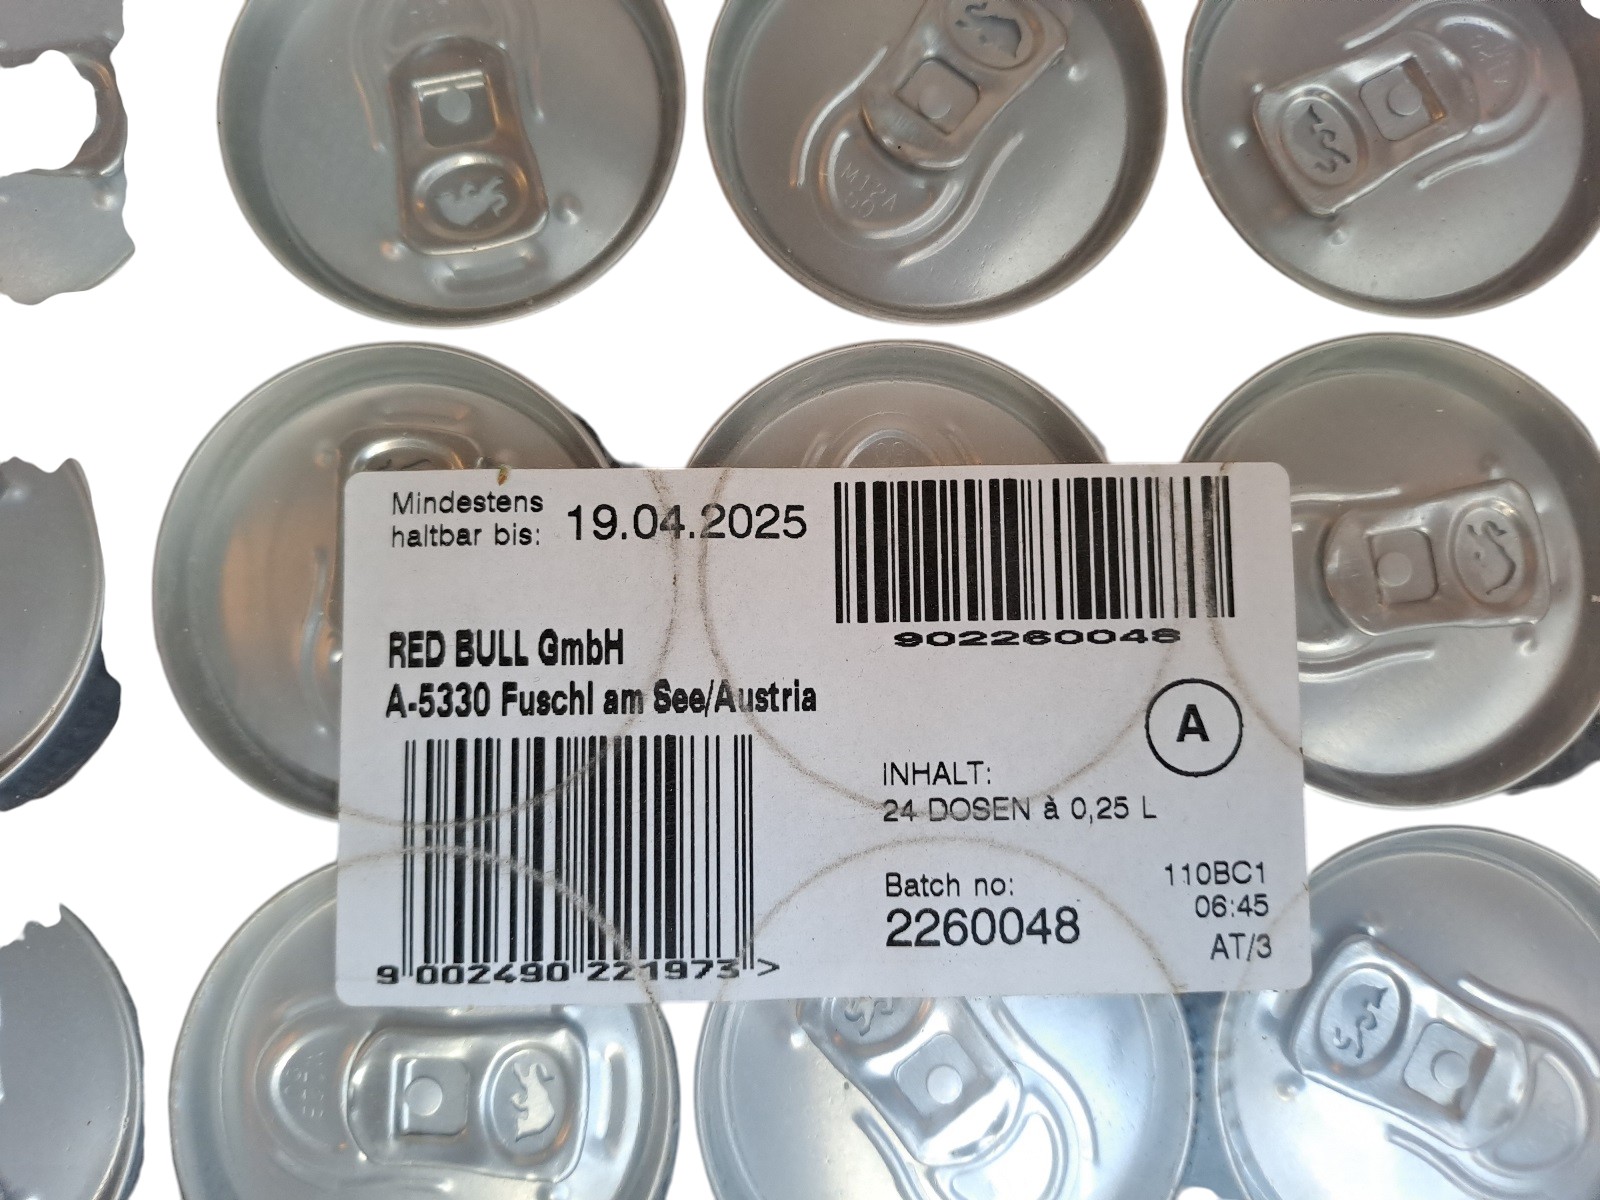 Mindestens
haltbar bis: 19.04.2025
902260048
RED BULL GmbH
A-5330 Fuschl am See/Austria
A
INHALT:
24 DOSEN à 0,25 L
Batch no:
2260048
110BC1
06:45
AT/3
9 002490 221973 >
M12A